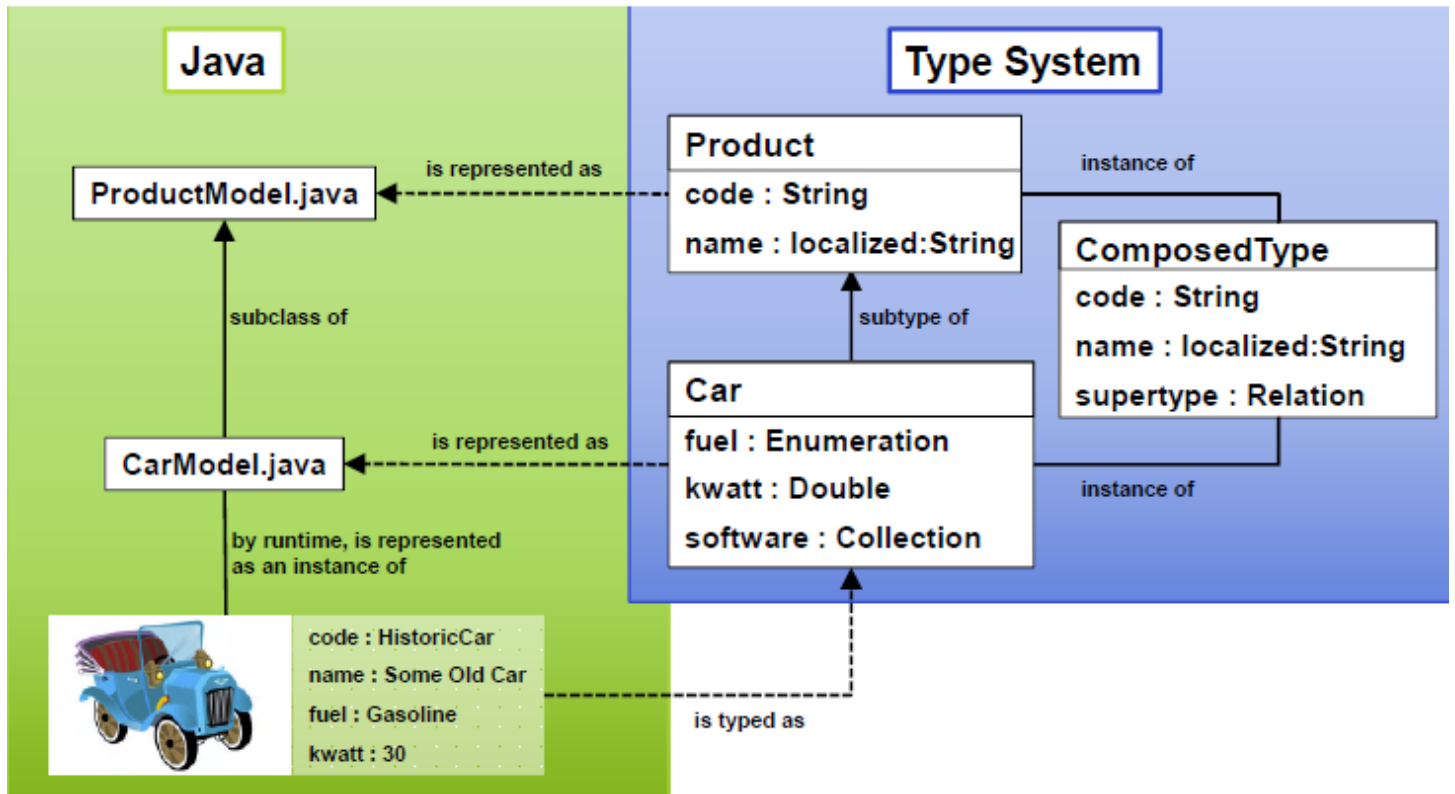 Java
Type System
Product
code : String
name : localized:String
is represented as
ProductModel.java
instance of
ComposedType
code : String
name : localized:String
supertype : Relation
subclass of
subtype of
Car
fuel : Enumeration
kwatt : Double
software : Collection
is represented as
CarModel.java
instance of
by runtime, is represented
as an instance of
code : HistoricCar
name : Some Old Car
fuel : Gasoline
kwatt : 30
is typed as